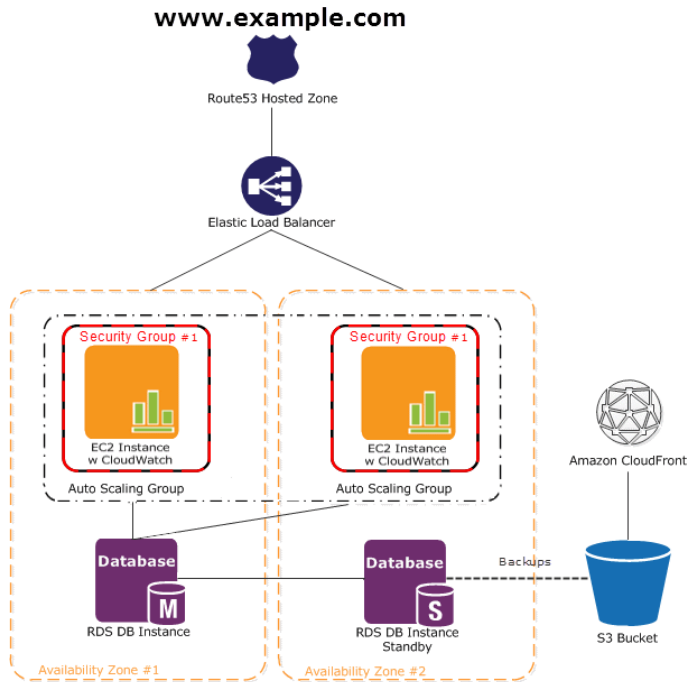 www.example.com
Route53 Hosted Zone
Elastic Load Balancer
Security Group #1
Security Group #1
EC2 Instance
w CloudWatch
EC2 Instance
w CloudWatch
Auto Scaling Group
Auto Scaling Group
Amazon CloudFront
Database
M
RDS DB Instance
Database
S
RDS DB Instance
Standby
Backups
S3 Bucket
Availability Zone #1
Availability Zone #2